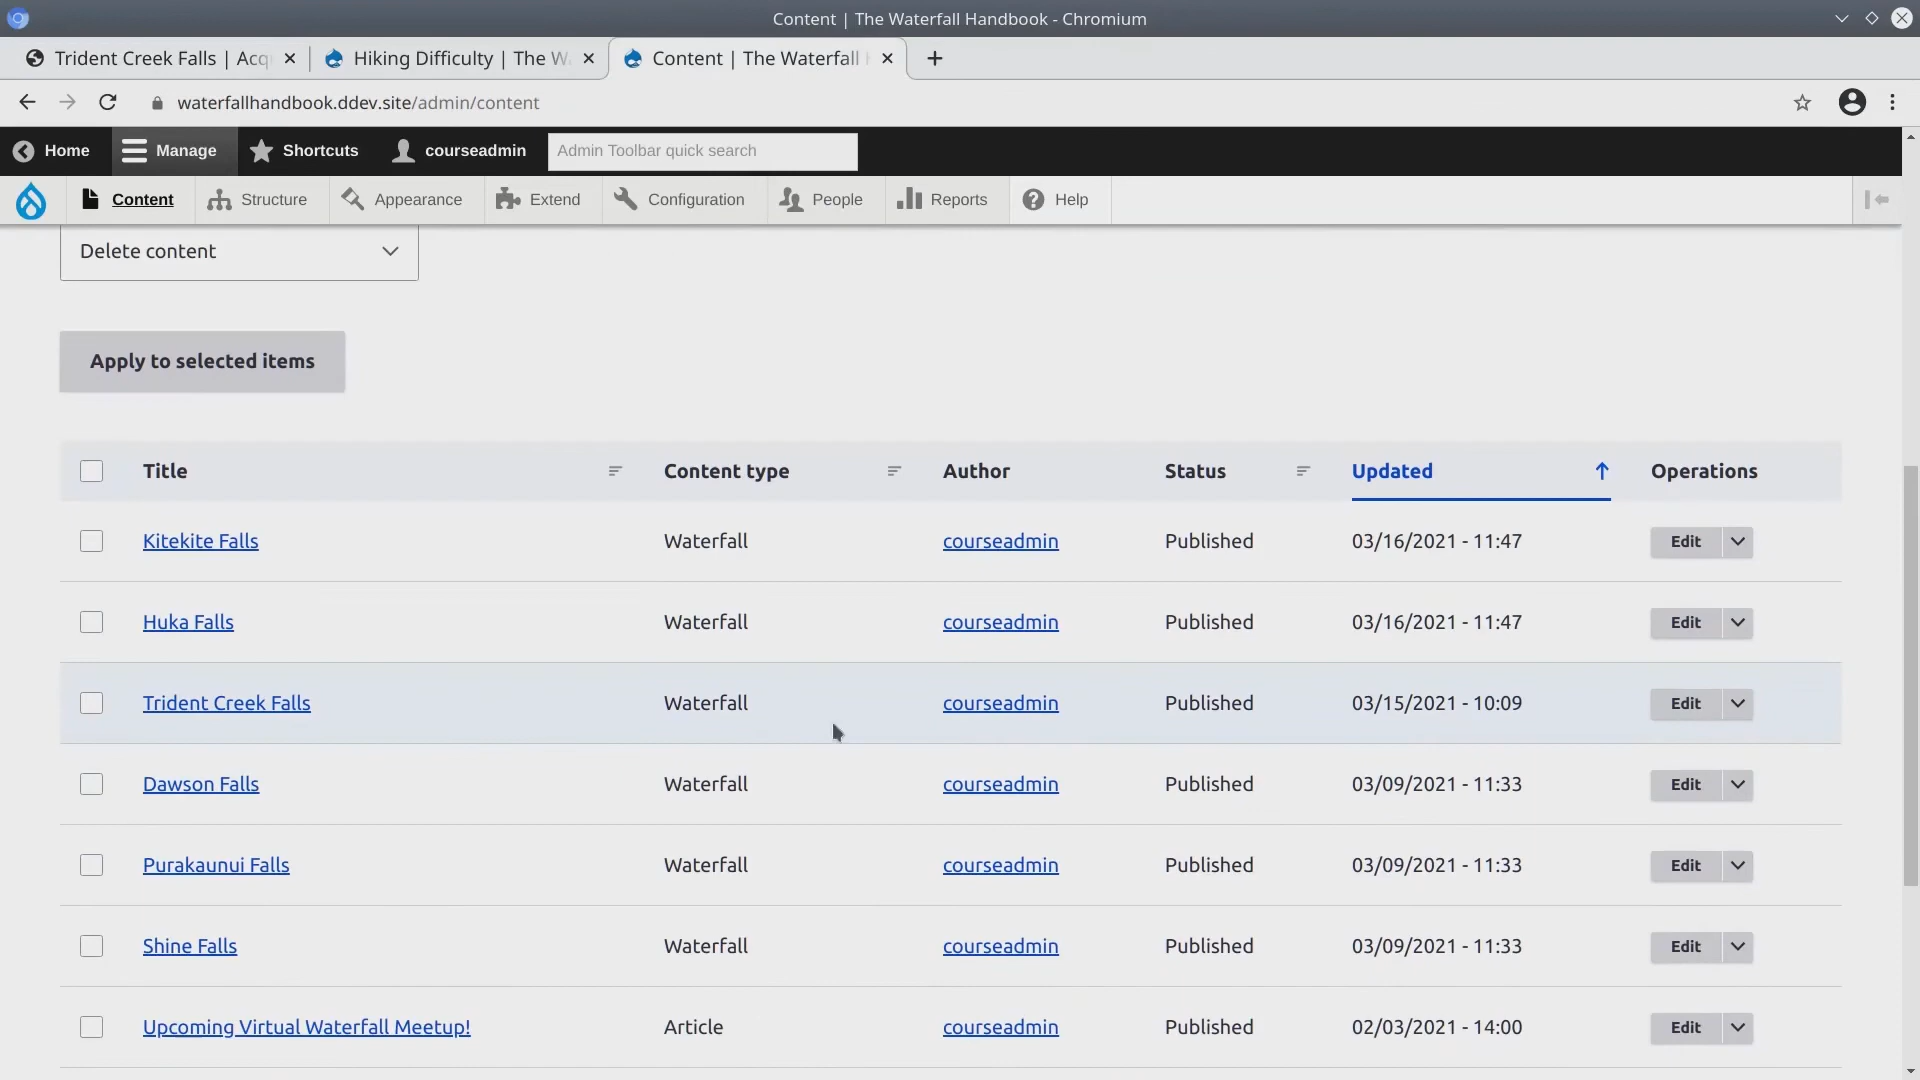 Content | The Waterfall Handbook - Chromium
Trident Creek Falls | Acq
Hiking Difficulty | The Wa
Content | The Waterfall H
waterfallhandbook.ddev.site/admin/content
Home
Manage
Shortcuts
courseadmin
Admin Toolbar quick search
Content
Structure
Appearance
Extend
Configuration
People
Reports
Help
Delete content
Apply to selected items
Title Content type Author Status Updated Operations
Kitekite Falls Waterfall courseadmin Published 03/16/2021 - 11:47 Edit
Huka Falls Waterfall courseadmin Published 03/16/2021 - 11:47 Edit
Trident Creek Falls Waterfall courseadmin Published 03/15/2021 - 10:09 Edit
Dawson Falls Waterfall courseadmin Published 03/09/2021 - 11:33 Edit
Purakaunui Falls Waterfall courseadmin Published 03/09/2021 - 11:33 Edit
Shine Falls Waterfall courseadmin Published 03/09/2021 - 11:33 Edit
Upcoming Virtual Waterfall Meetup! Article courseadmin Published 02/03/2021 - 14:00 Edit